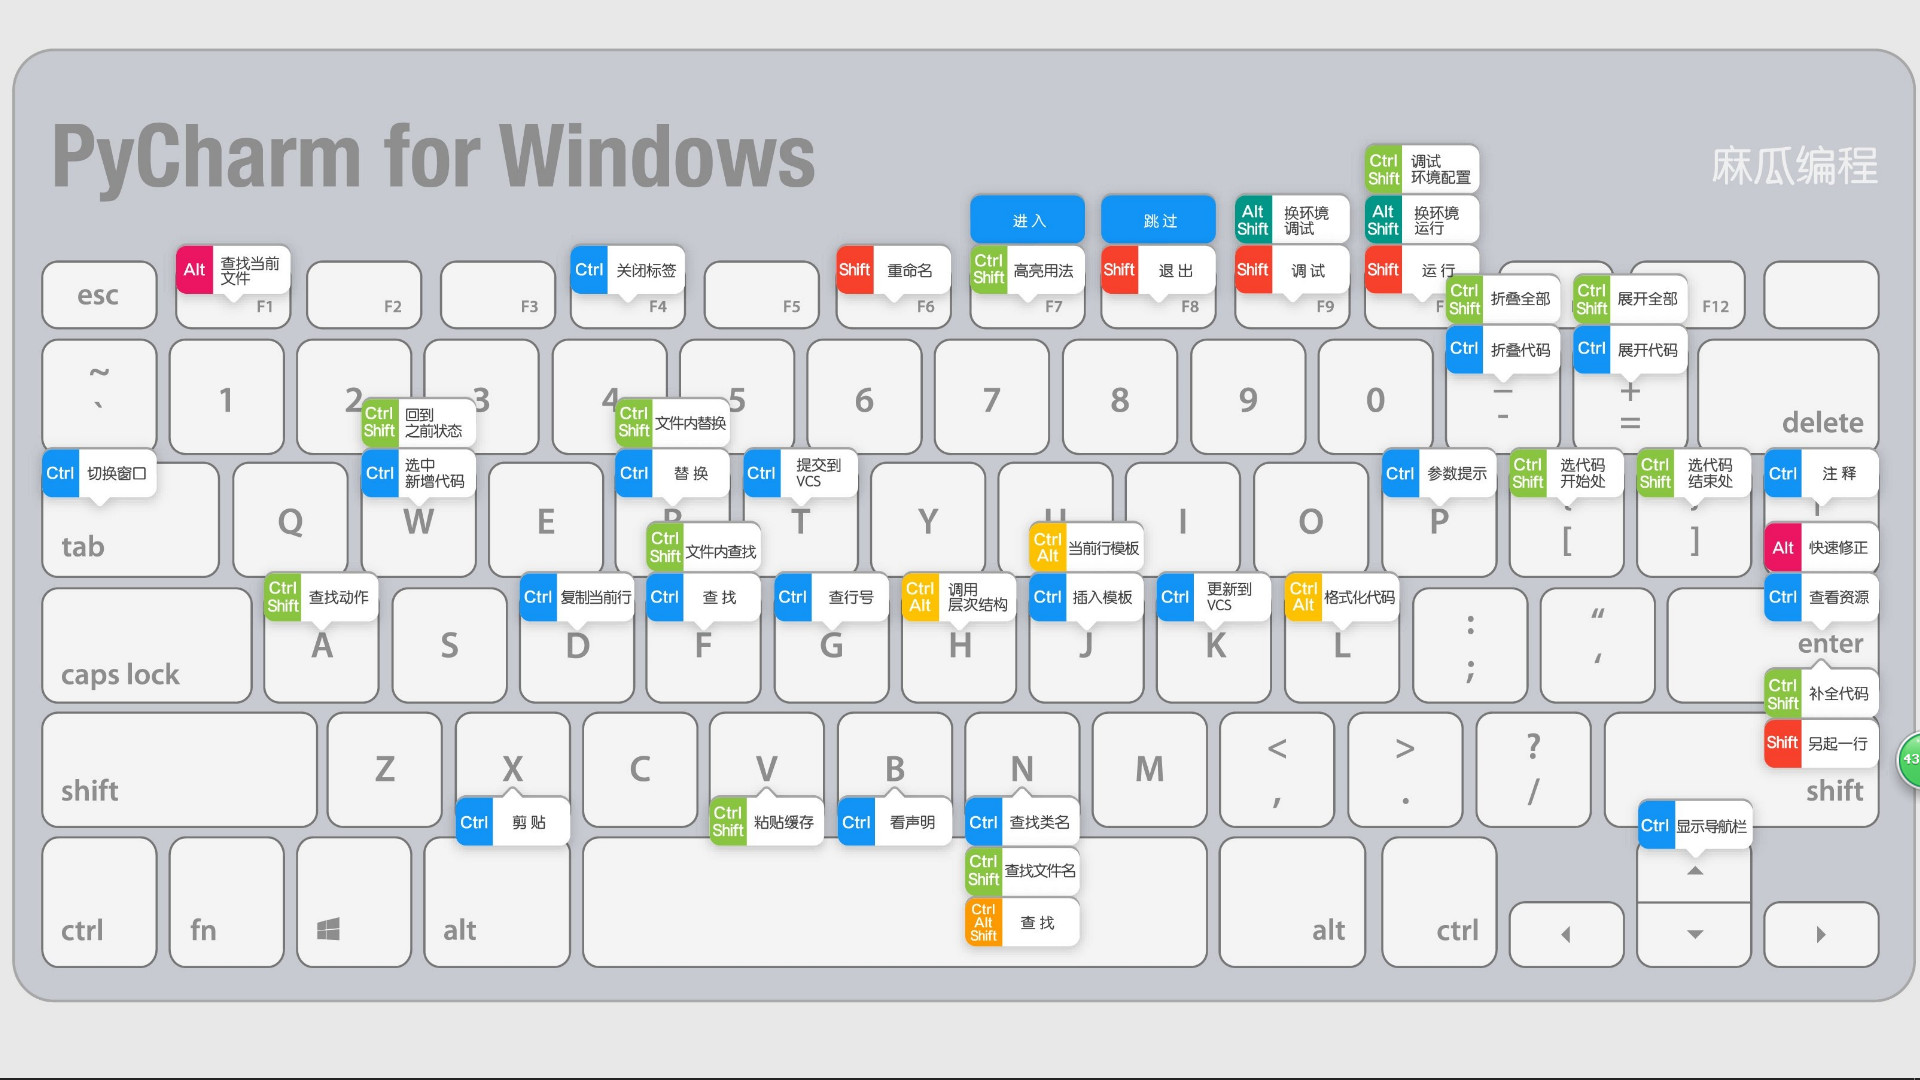 PyCharm for Windows
麻瓜编程
Ctrl Shift 调试 环境配置
进入
跳过
Alt Shift 换环境 调试
Alt Shift 换环境 运行
esc
Alt 查找当前 文件 F1
F2
F3
Ctrl 关闭标签 F4
F5
Shift 重命名 F6
Ctrl Shift 高亮用法 F7
Shift 退出 F8
Shift 调试 F9
Shift 运行 F
Ctrl Shift 折叠全部
Ctrl Shift 展开全部
F12
Ctrl 折叠代码
Ctrl 展开代码
~ `
1
2
3
4
5
6
7
8
9
0
– -
+ =
delete
Ctrl Shift 回到 之前状态
Ctrl Shift 文件内替换
Ctrl 切换窗口
Ctrl 选中 新增代码
Ctrl 替换
Ctrl 提交到 VCS
Ctrl 参数提示
Ctrl Shift 选代码 开始处
Ctrl Shift 选代码 结束处
Ctrl 注释
tab
Q
W
E
R
T
Y
U
I
O
P
[
]
Ctrl Shift 文件内查找
Ctrl Alt 当前行模板
Alt 快速修正
Ctrl Shift 查找动作
Ctrl 复制当前行
Ctrl 查找
Ctrl 查行号
Ctrl Alt 调用 层次结构
Ctrl 插入模板
Ctrl 更新到 VCS
Ctrl Alt 格式化代码
Ctrl 查看资源
caps lock
A
S
D
F
G
H
J
K
L
: ;
“ ‘
enter
Ctrl Shift 补全代码
Shift 另起一行
shift
Z
X
C
V
B
N
M
< ,
> .
? /
shift
43
Ctrl 剪贴
Ctrl Shift 粘贴缓存
Ctrl 看声明
Ctrl 查找类名
Ctrl 显示导航栏
Ctrl Shift 查找文件名
Ctrl Alt Shift 查找
ctrl
fn
alt
alt
ctrl